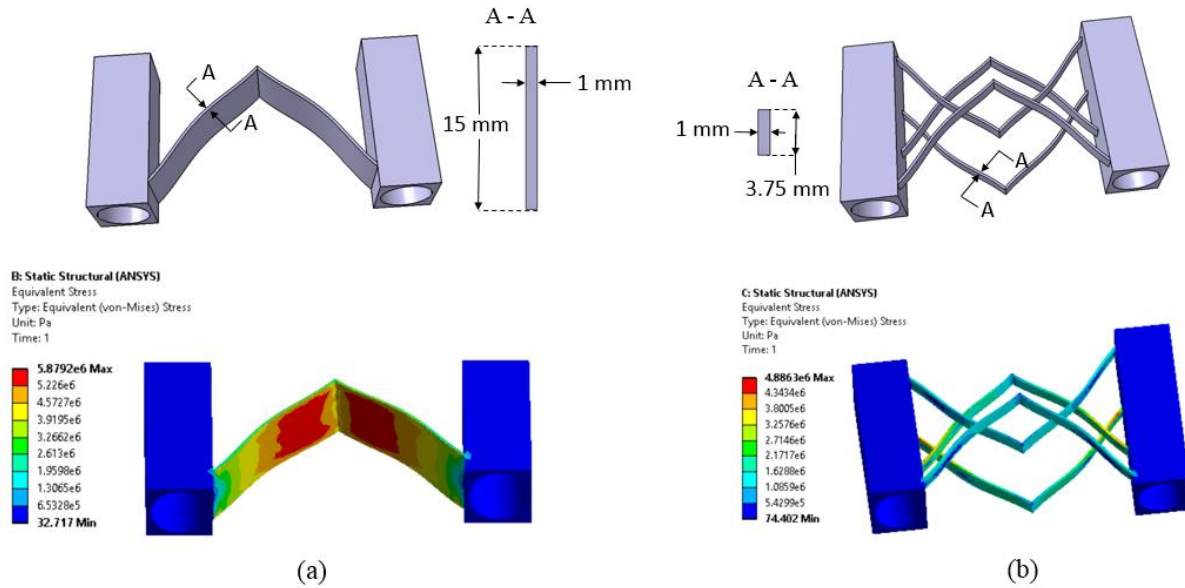 A - A
A
A
15 mm
1 mm
A - A
1 mm
3.75 mm
A
A
B: Static Structural (ANSYS)
Equivalent Stress
Type: Equivalent (von-Mises) Stress
Unit: Pa
Time: 1
5.8792e6 Max
5.226e6
4.5727e6
3.9195e6
3.2662e6
2.613e6
1.9598e6
1.3065e6
6.5328e5
32.717 Min
(a)
C: Static Structural (ANSYS)
Equivalent Stress
Type: Equivalent (von-Mises) Stress
Unit: Pa
Time: 1
4.8863e6 Max
4.3434e6
3.8005e6
3.2576e6
2.7146e6
2.1717e6
1.6288e6
1.0859e6
5.4299e5
74.402 Min
(b)